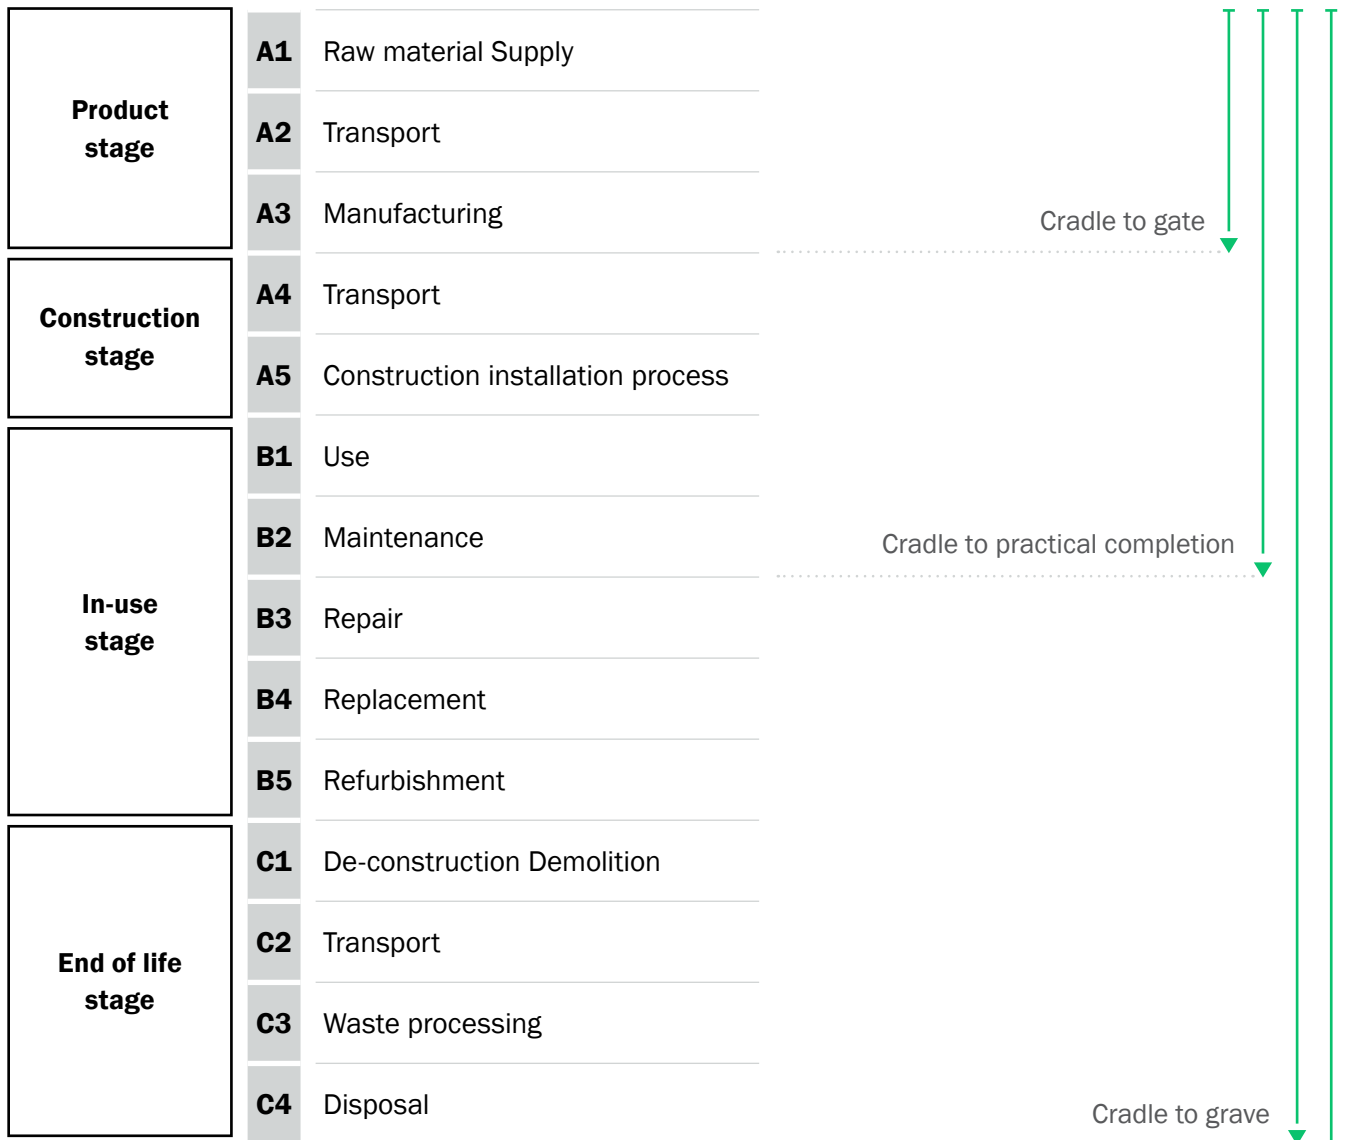 Product
stage
A1 Raw material Supply
A2 Transport
A3 Manufacturing
Cradle to gate
Construction
stage
A4 Transport
A5 Construction installation process
In-use
stage
B1 Use
B2 Maintenance
Cradle to practical completion
B3 Repair
B4 Replacement
B5 Refurbishment
End of life
stage
C1 De-construction Demolition
C2 Transport
C3 Waste processing
C4 Disposal
Cradle to grave